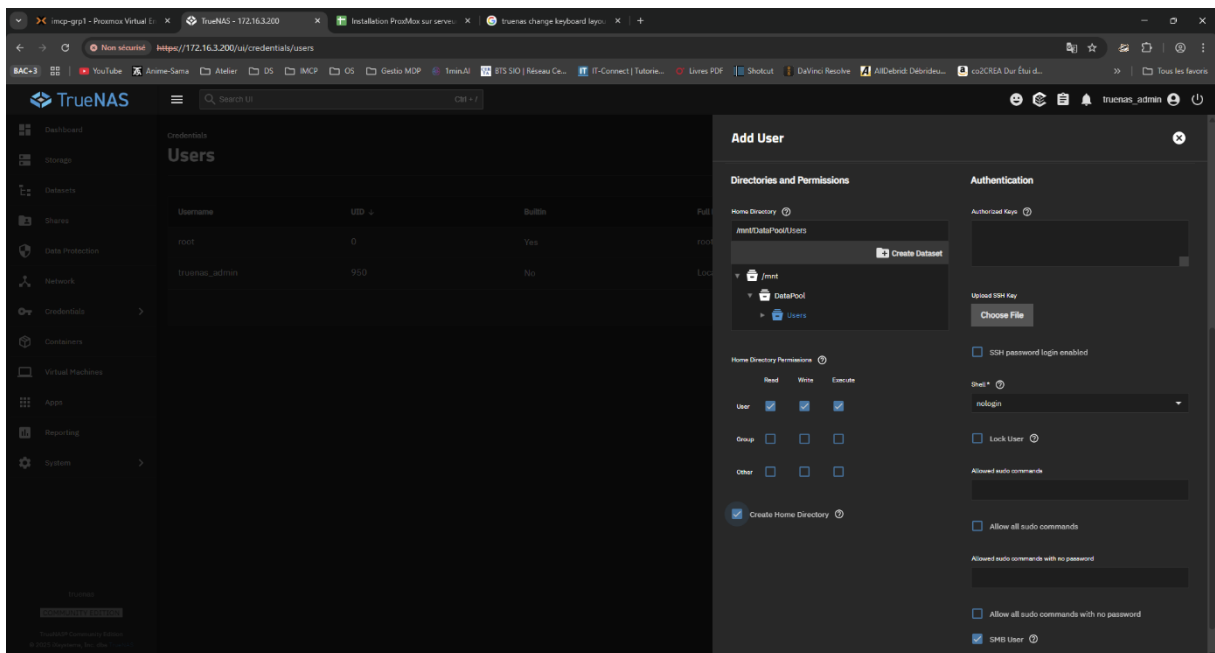 imcp-grp1 - Proxmox Virtual En
TrueNAS - 172.16.3.200
Installation ProxMox sur serveu
truenas change keyboard layou
Non sécurisé https://172.16.3.200/ui/credentials/users
BAC+3 YouTube Anime-Sama Atelier DS IMCP OS Gestio MDP 1min.AI BTS SIO | Réseau Ce... IT-Connect | Tutorie... Livres PDF Shotcut DaVinci Resolve AllDebrid: Débrideu... co2CREA Dur Étui d... Tous les favoris
TrueNAS
Search UI Ctrl + /
truenas_admin
Dashboard
Storage
Datasets
Shares
Data Protection
Network
Credentials
Containers
Virtual Machines
Apps
Reporting
System
truenas
COMMUNITY EDITION
Credentials
Users
Username UID Builtin Full
root 0 Yes root
truenas_admin 950 No Loca
Add User
Directories and Permissions
Home Directory
/mnt/DataPool/Users
Create Dataset
/mnt
DataPool
Users
Home Directory Permissions
Read Write Execute
User
Group
Other
Create Home Directory
Authentication
Authorized Keys
Upload SSH Key
Choose File
SSH password login enabled
Shell*
nologin
Lock User
Allowed sudo commands
Allow all sudo commands
Allowed sudo commands with no password
Allow all sudo commands with no password
SMB User